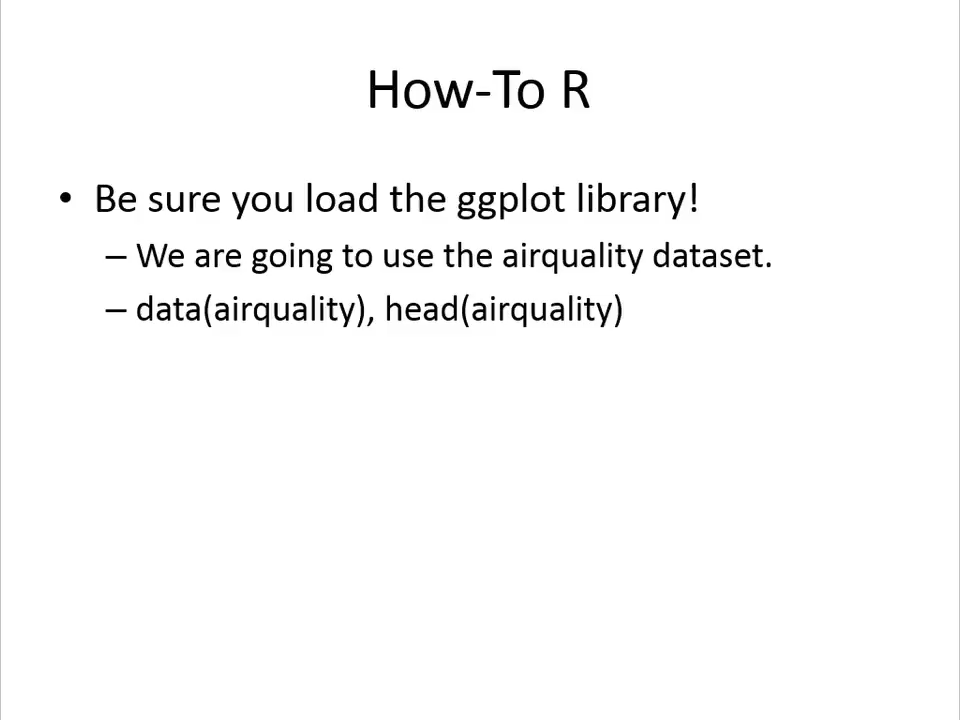 How-To R
• Be sure you load the ggplot library!
– We are going to use the airquality dataset.
– data(airquality), head(airquality)